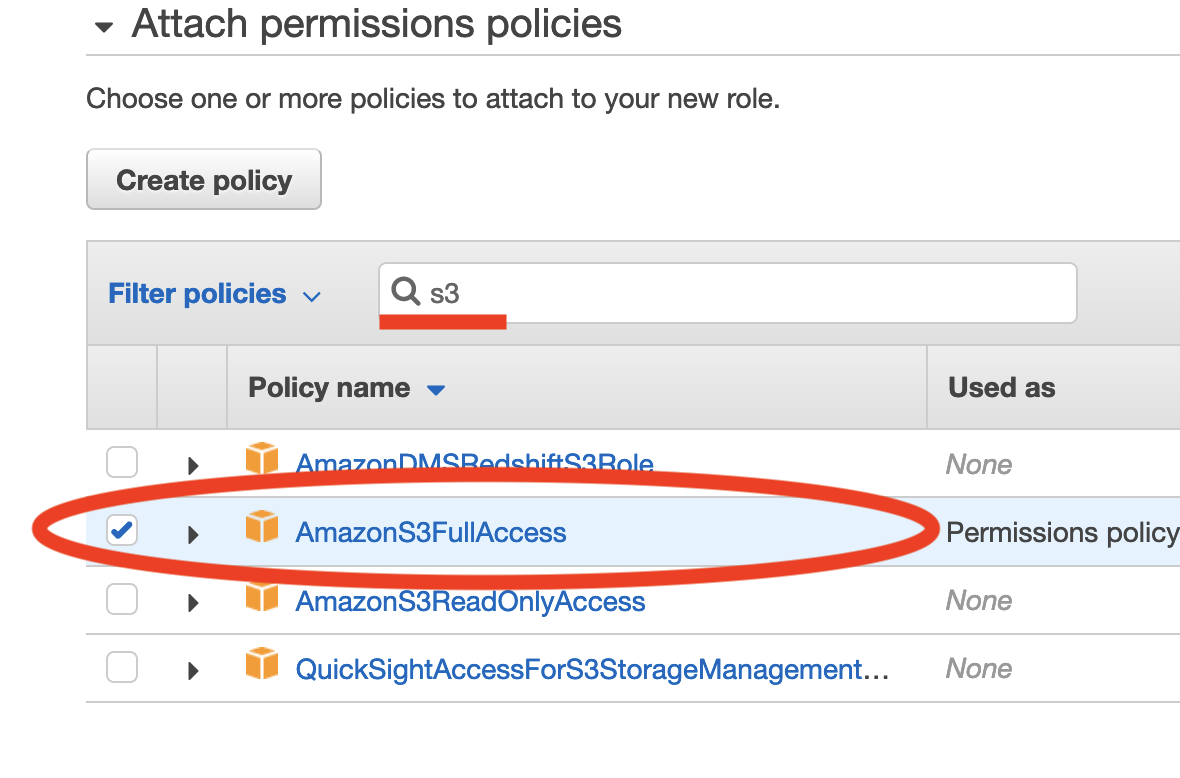 Attach permissions policies
Choose one or more policies to attach to your new role.
Create policy
Filter policies s3
Policy name Used as
AmazonDMSRedshiftS3Role None
AmazonS3FullAccess Permissions policy
AmazonS3ReadOnlyAccess None
QuickSightAccessForS3StorageManagement… None